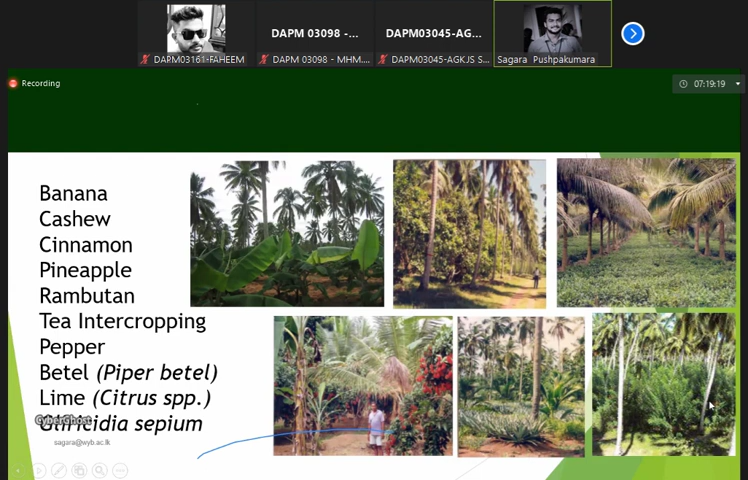 DAPM 03098 -...
DAPM03045-AG...
DAPM03161-FAHEEM
DAPM 03098 - MHM....
DAPM03045-AGKJS S...
Sagara Pushpakumara
Recording
07:19:19
Banana
Cashew
Cinnamon
Pineapple
Rambutan
Tea Intercropping
Pepper
Betel (Piper betel)
Lime (Citrus spp.)
sepium
CyberGhost
sagara@wyb.ac.lk